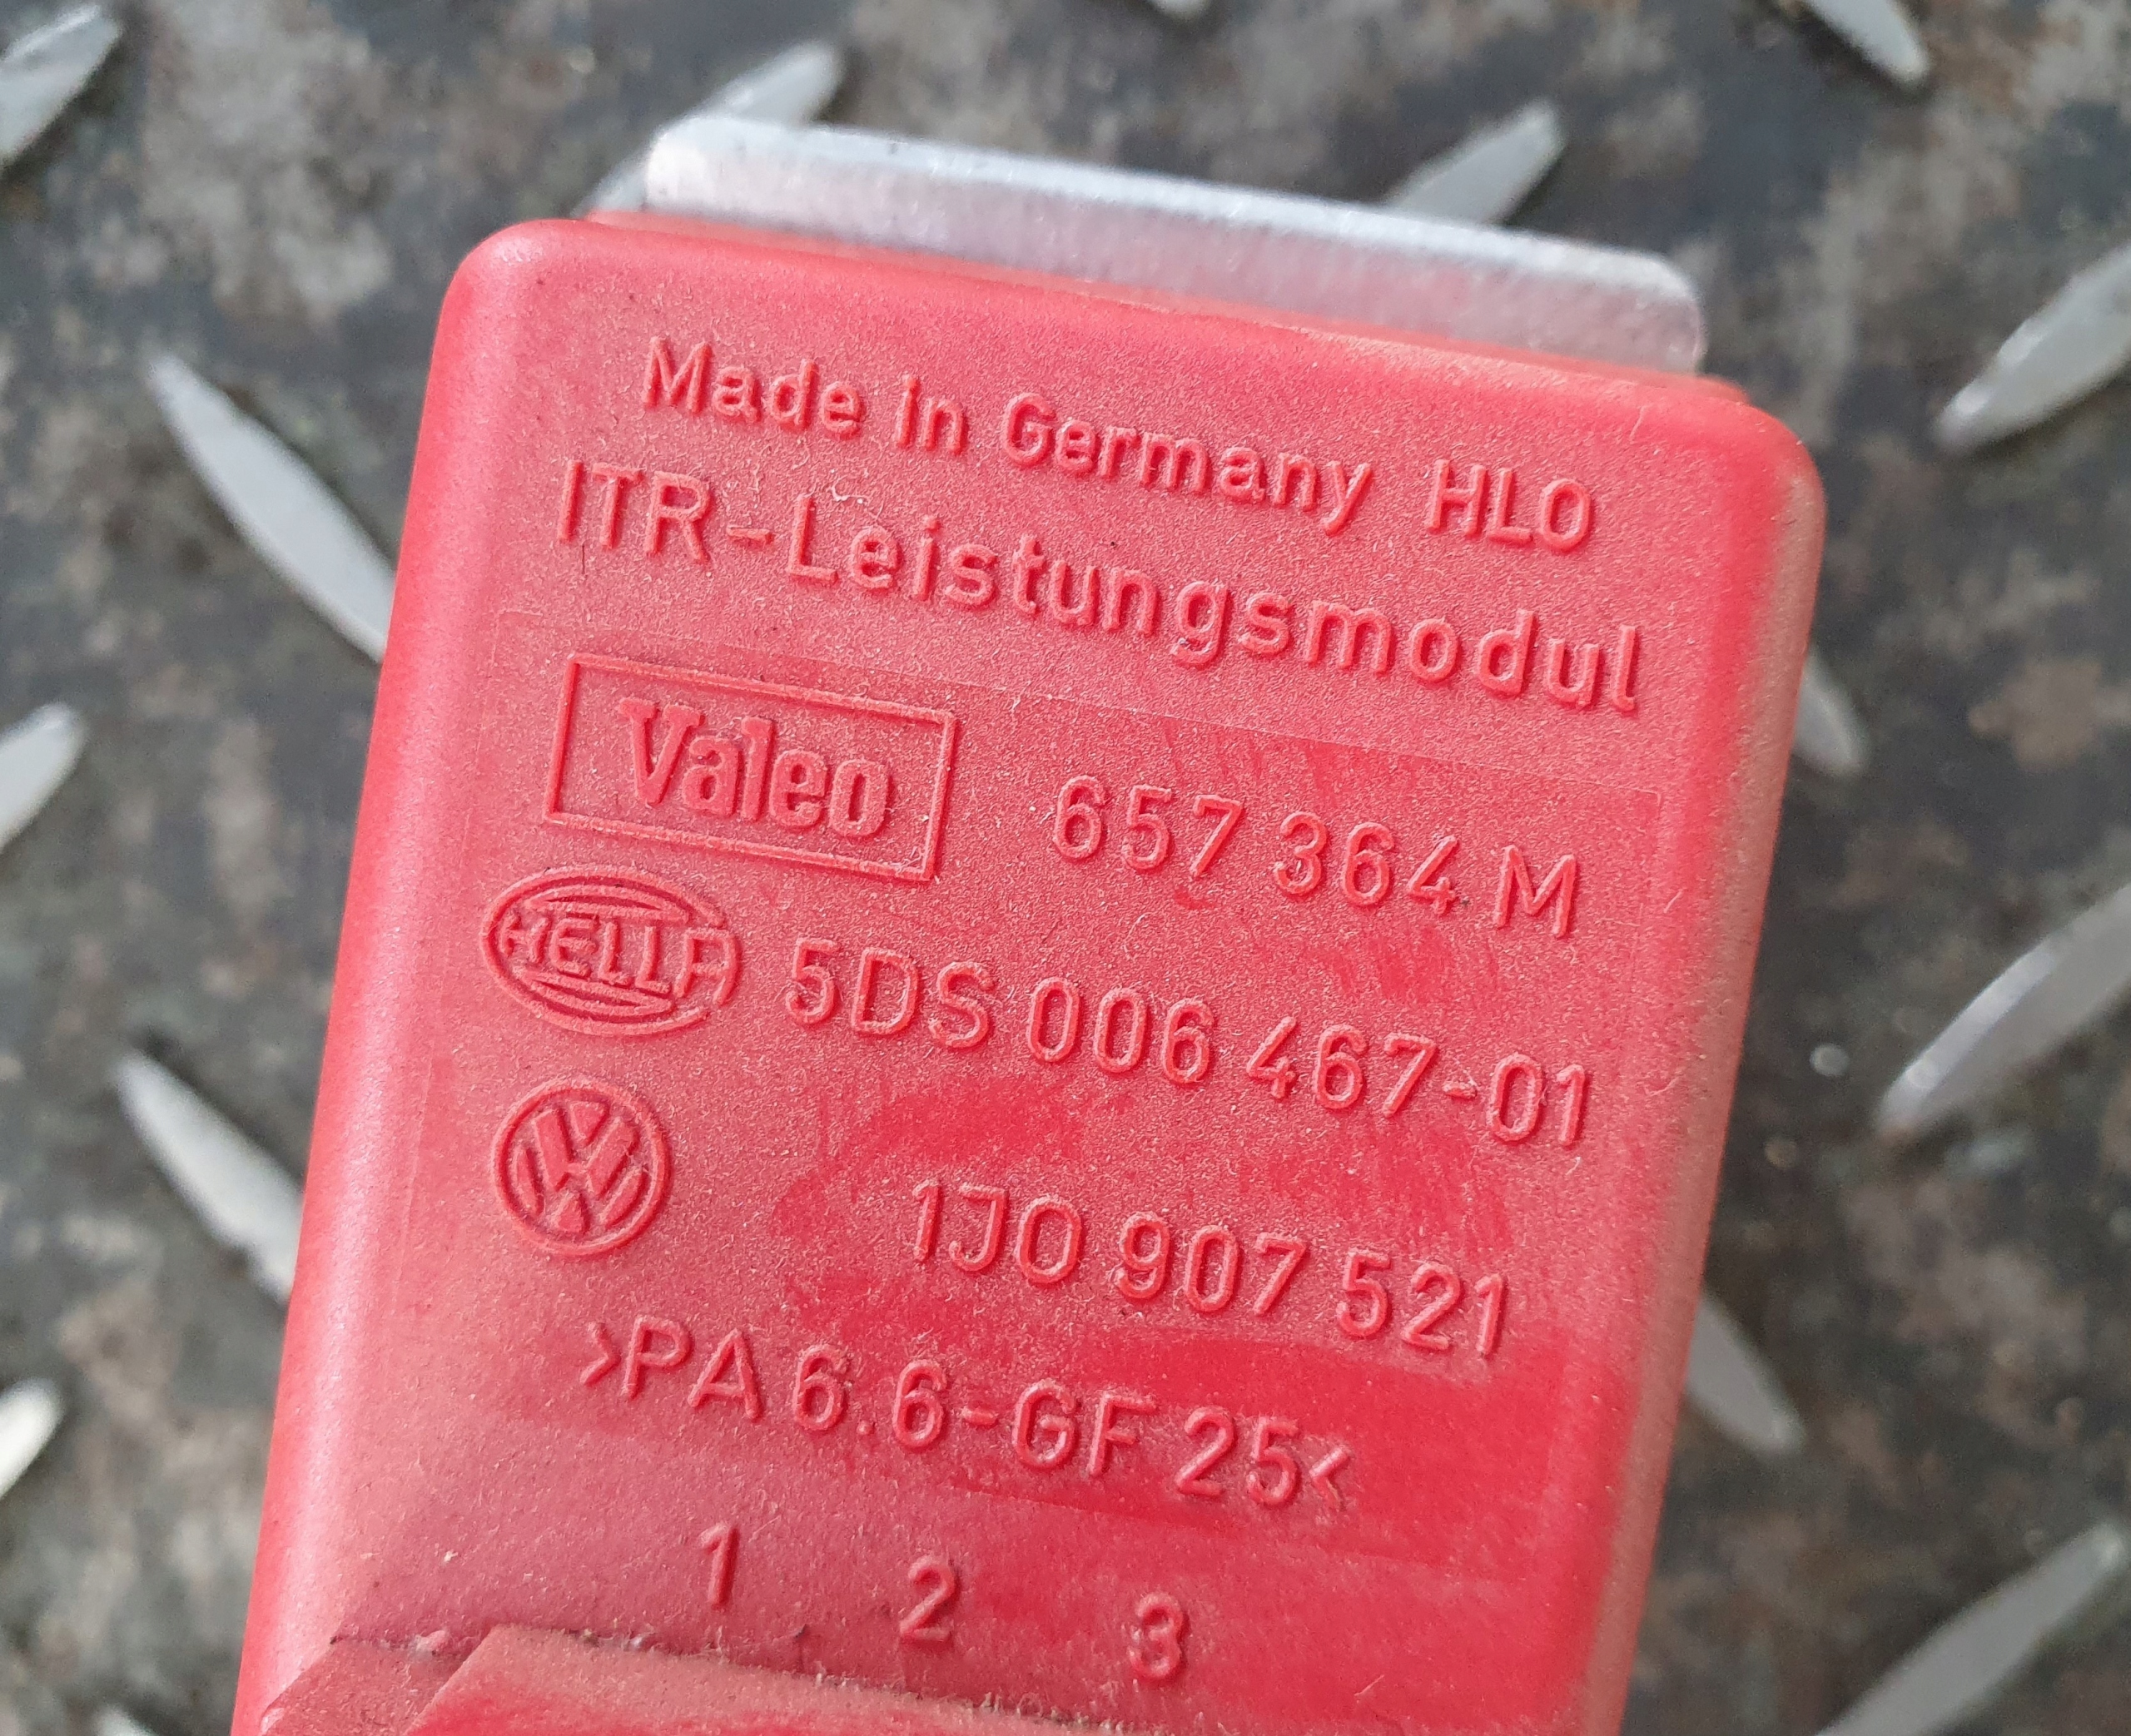 Made in Germany HLO
ITR-Leistungsmodul
Valeo 657 364 M
HELLA 5DS 006 467-01
VW 1J0 907 521
>PA 6.6-GF 25<
1 2 3